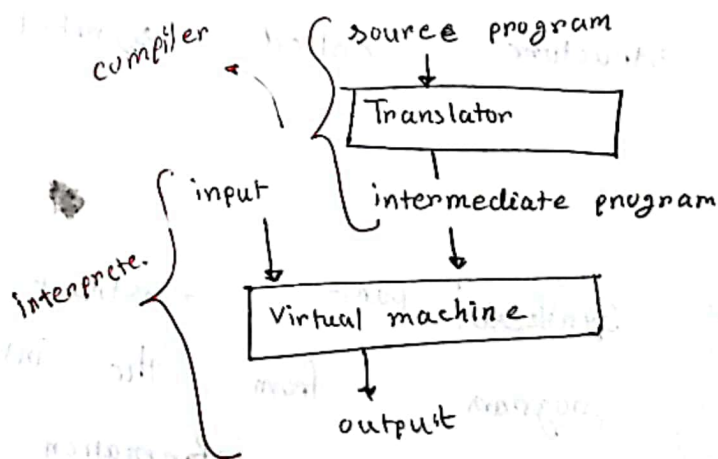 source program
compiler
Translator
input
intermediate program
interprete.
Virtual machine
output